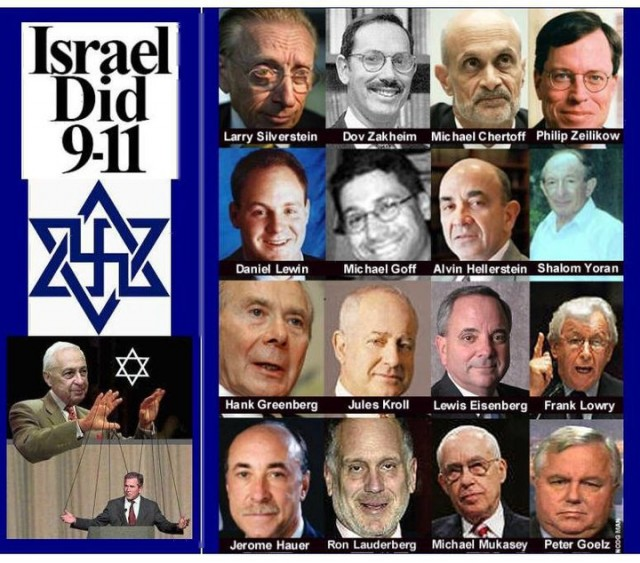 Israel
Did
9-11
Larry Silverstein
Dov Zakheim
Michael Chertoff
Philip Zeilikow
Daniel Lewin
Michael Goff
Alvin Hellerstein
Shalom Yoran
Hank Greenberg
Jules Kroll
Lewis Eisenberg
Frank Lowry
Jerome Hauer
Ron Lauderberg
Michael Mukasey
Peter Goelz